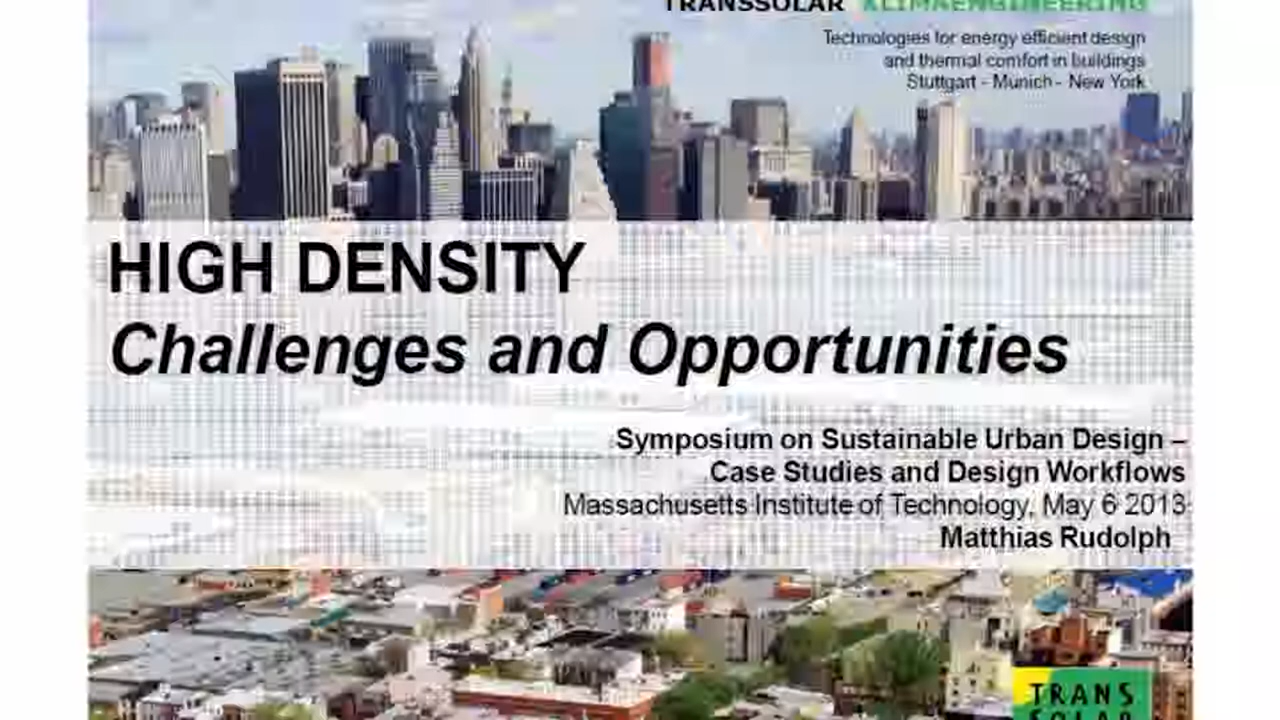 TRANSSOLAR KLIMAENGINEERING
Technologies for energy efficient design
and thermal comfort in buildings
Stuttgart - Munich - New York
HIGH DENSITY
Challenges and Opportunities
Symposium on Sustainable Urban Design –
Case Studies and Design Workflows
Massachusetts Institute of Technology, May 6 2013
Matthias Rudolph
TRANS
SOLAR